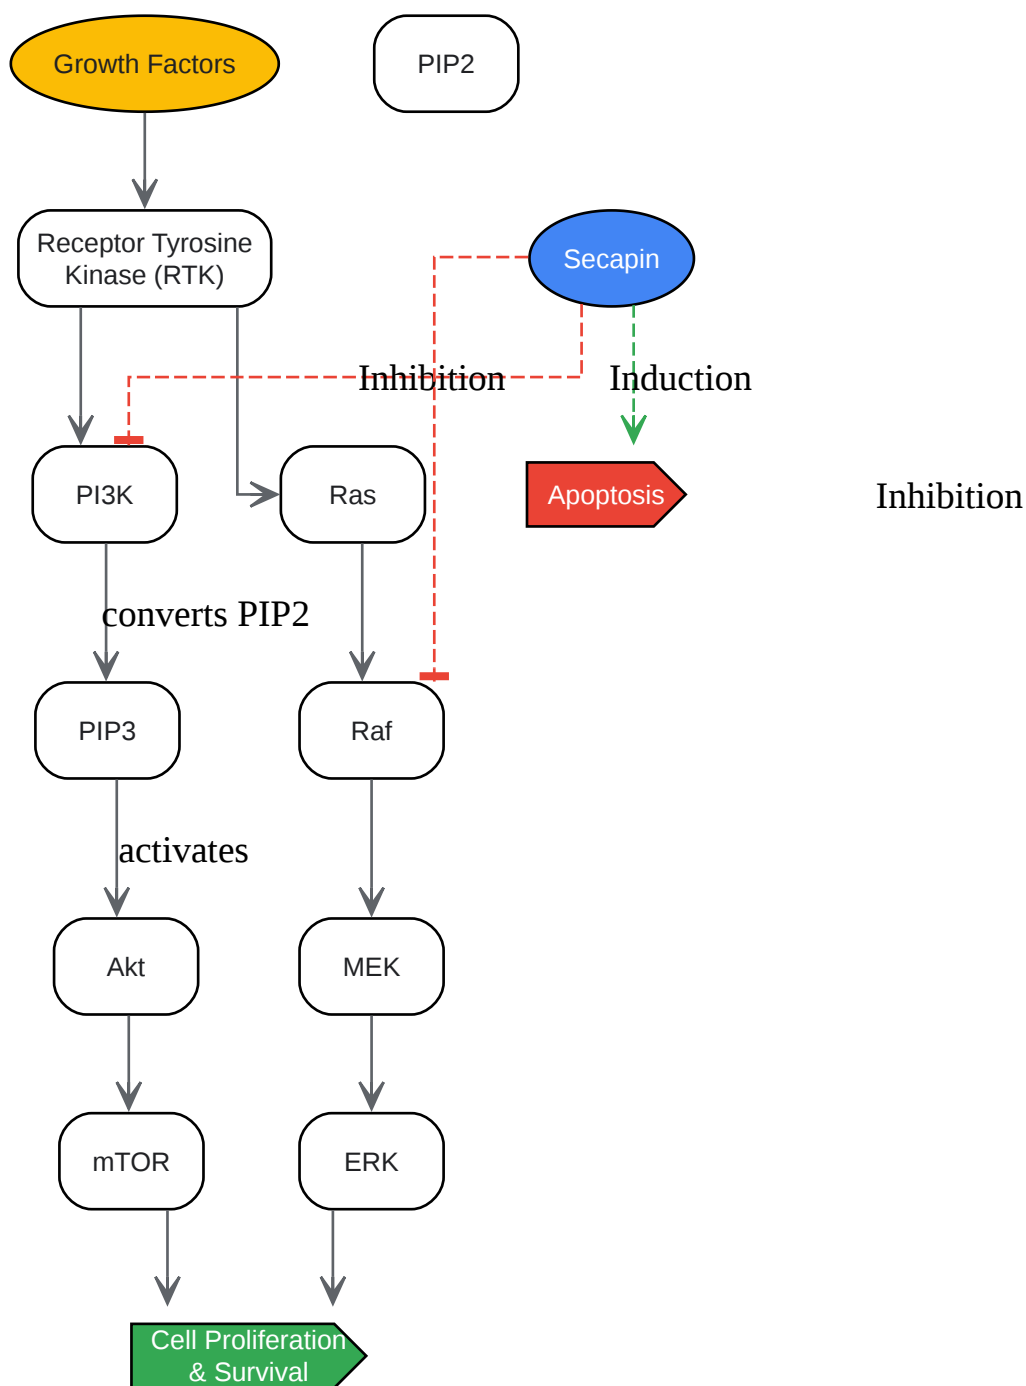 Growth Factors
PIP2
Receptor Tyrosine
Kinase (RTK)
Secapin
Inhibition
Induction
PI3K
Ras
Apoptosis
Inhibition
converts PIP2
PIP3
Raf
activates
Akt
MEK
mTOR
ERK
Cell Proliferation
& Survival